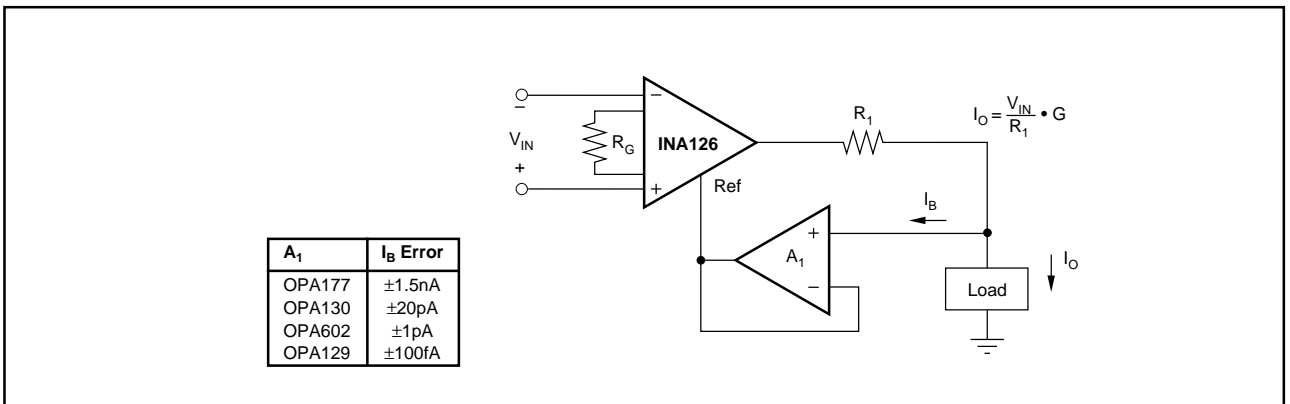 −
V_IN
+
R_G
−
INA126
+
Ref
R_1
I_O = V_IN / R_1 • G
I_B
+
A_1
−
I_O
Load
A_1 I_B Error
OPA177 ±1.5nA
OPA130 ±20pA
OPA602 ±1pA
OPA129 ±100fA